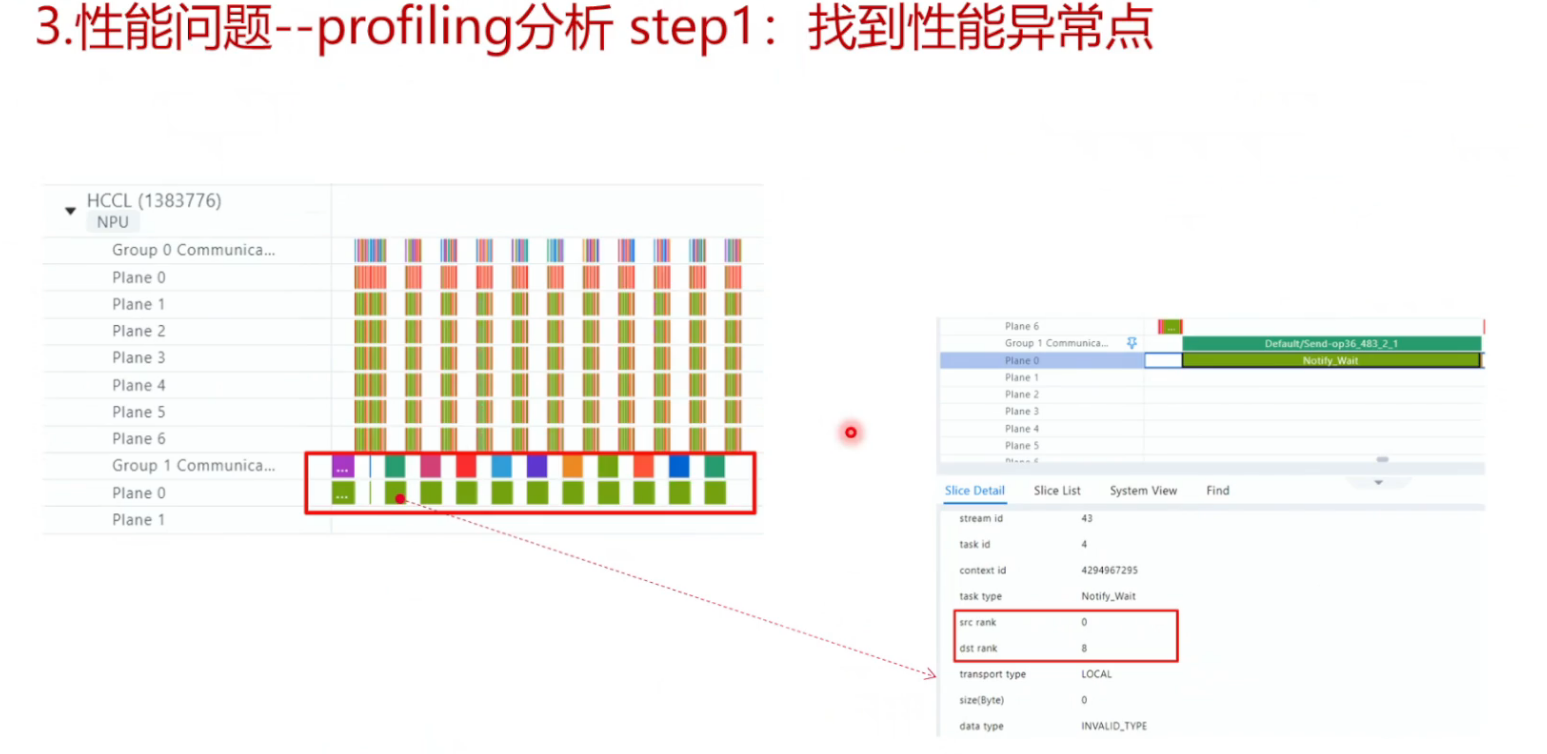 3.性能问题--profiling分析 step1：找到性能异常点
HCCL (1383776)
NPU
Group 0 Communica...
Plane 0
Plane 1
Plane 2
Plane 3
Plane 4
Plane 5
Plane 6
Group 1 Communica...
...
Plane 0
...
Plane 1
Plane 6
...
Group 1 Communica...
Default/Send-op36_483_2_1
Plane 0
Notify_Wait
Plane 1
Plane 2
Plane 3
Plane 4
Plane 5
Slice Detail Slice List System View Find
stream id 43
task id 4
context id 4294967295
task type Notify_Wait
src rank 0
dst rank 8
transport type LOCAL
size(Byte) 0
data type INVALID_TYPE